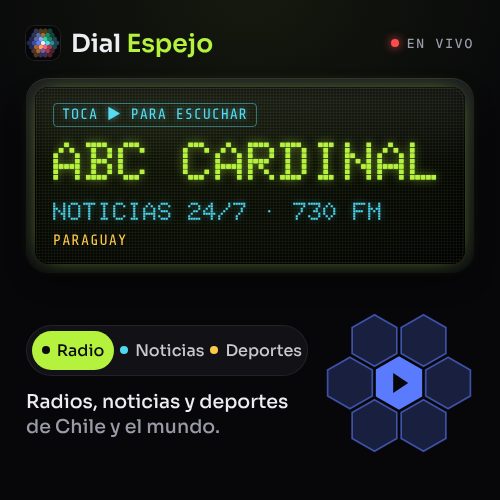 Dial Espejo
EN VIVO
TOCA ▶ PARA ESCUCHAR
ABC CARDINAL
NOTICIAS 24/7 · 730 FM
PARAGUAY
Radio Noticias Deportes
Radios, noticias y deportes
de Chile y el mundo.